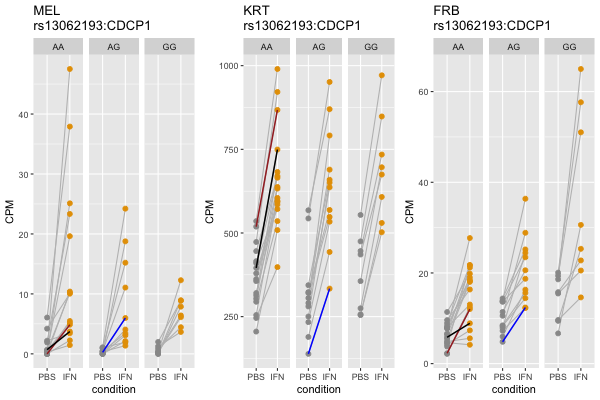 MEL
rs13062193:CDCP1
AA AG GG
CPM
40
30
20
10
0
PBS IFN PBS IFN PBS IFN
condition
KRT
rs13062193:CDCP1
AA AG GG
CPM
1000
750
500
250
PBS IFN PBS IFN PBS IFN
condition
FRB
rs13062193:CDCP1
AA AG GG
CPM
60
40
20
0
PBS IFN PBS IFN PBS IFN
condition